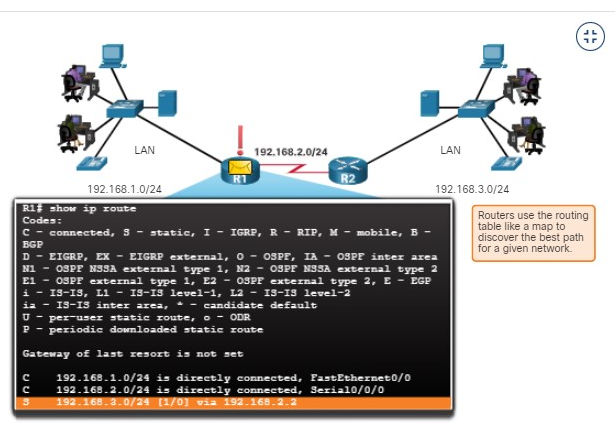 LAN
192.168.2.0/24
LAN
R1
R2
192.168.1.0/24
192.168.3.0/24
R1# show ip route
Codes:
C - connected, S - static, I - IGRP, R - RIP, M - mobile, B -
BGP
D - EIGRP, EX - EIGRP external, O - OSPF, IA - OSPF inter area
N1 - OSPF NSSA external type 1, N2 - OSPF NSSA external type 2
E1 - OSPF external type 1, E2 - OSPF external type 2, E - EGP
i - IS-IS, L1 - IS-IS level-1, L2 - IS-IS level-2
ia - IS-IS inter area, * - candidate default
U - per-user static route, o - ODR
P - periodic downloaded static route
Gateway of last resort is not set
C 192.168.1.0/24 is directly connected, FastEthernet0/0
C 192.168.2.0/24 is directly connected, Serial0/0/0
S 192.168.3.0/24 [1/0] via 192.168.2.2
Routers use the routing
table like a map to
discover the best path
for a given network.